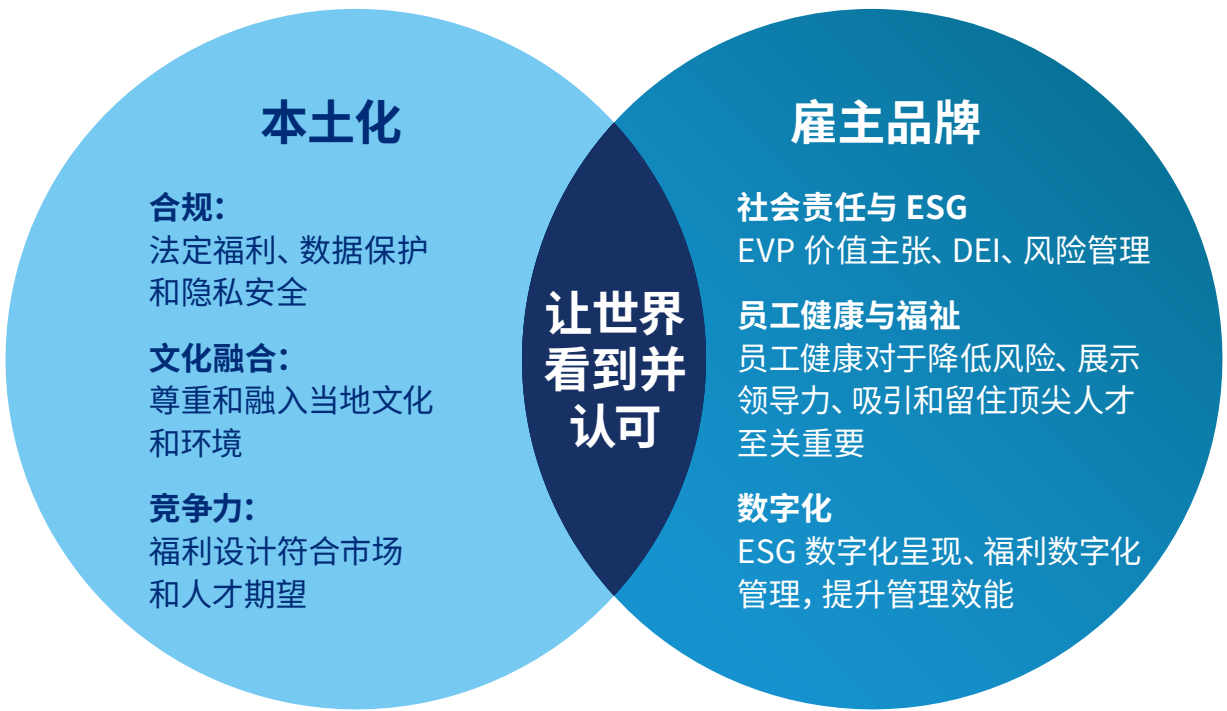 本土化
合规：
法定福利、数据保护
和隐私安全
文化融合：
尊重和融入当地文化
和环境
竞争力：
福利设计符合市场
和人才期望
让世界
看到并
认可
雇主品牌
社会责任与 ESG
EVP 价值主张、DEI、风险管理
员工健康与福祉
员工健康对于降低风险、展示
领导力、吸引和留住顶尖人才
至关重要
数字化
ESG 数字化呈现、福利数字化
管理，提升管理效能